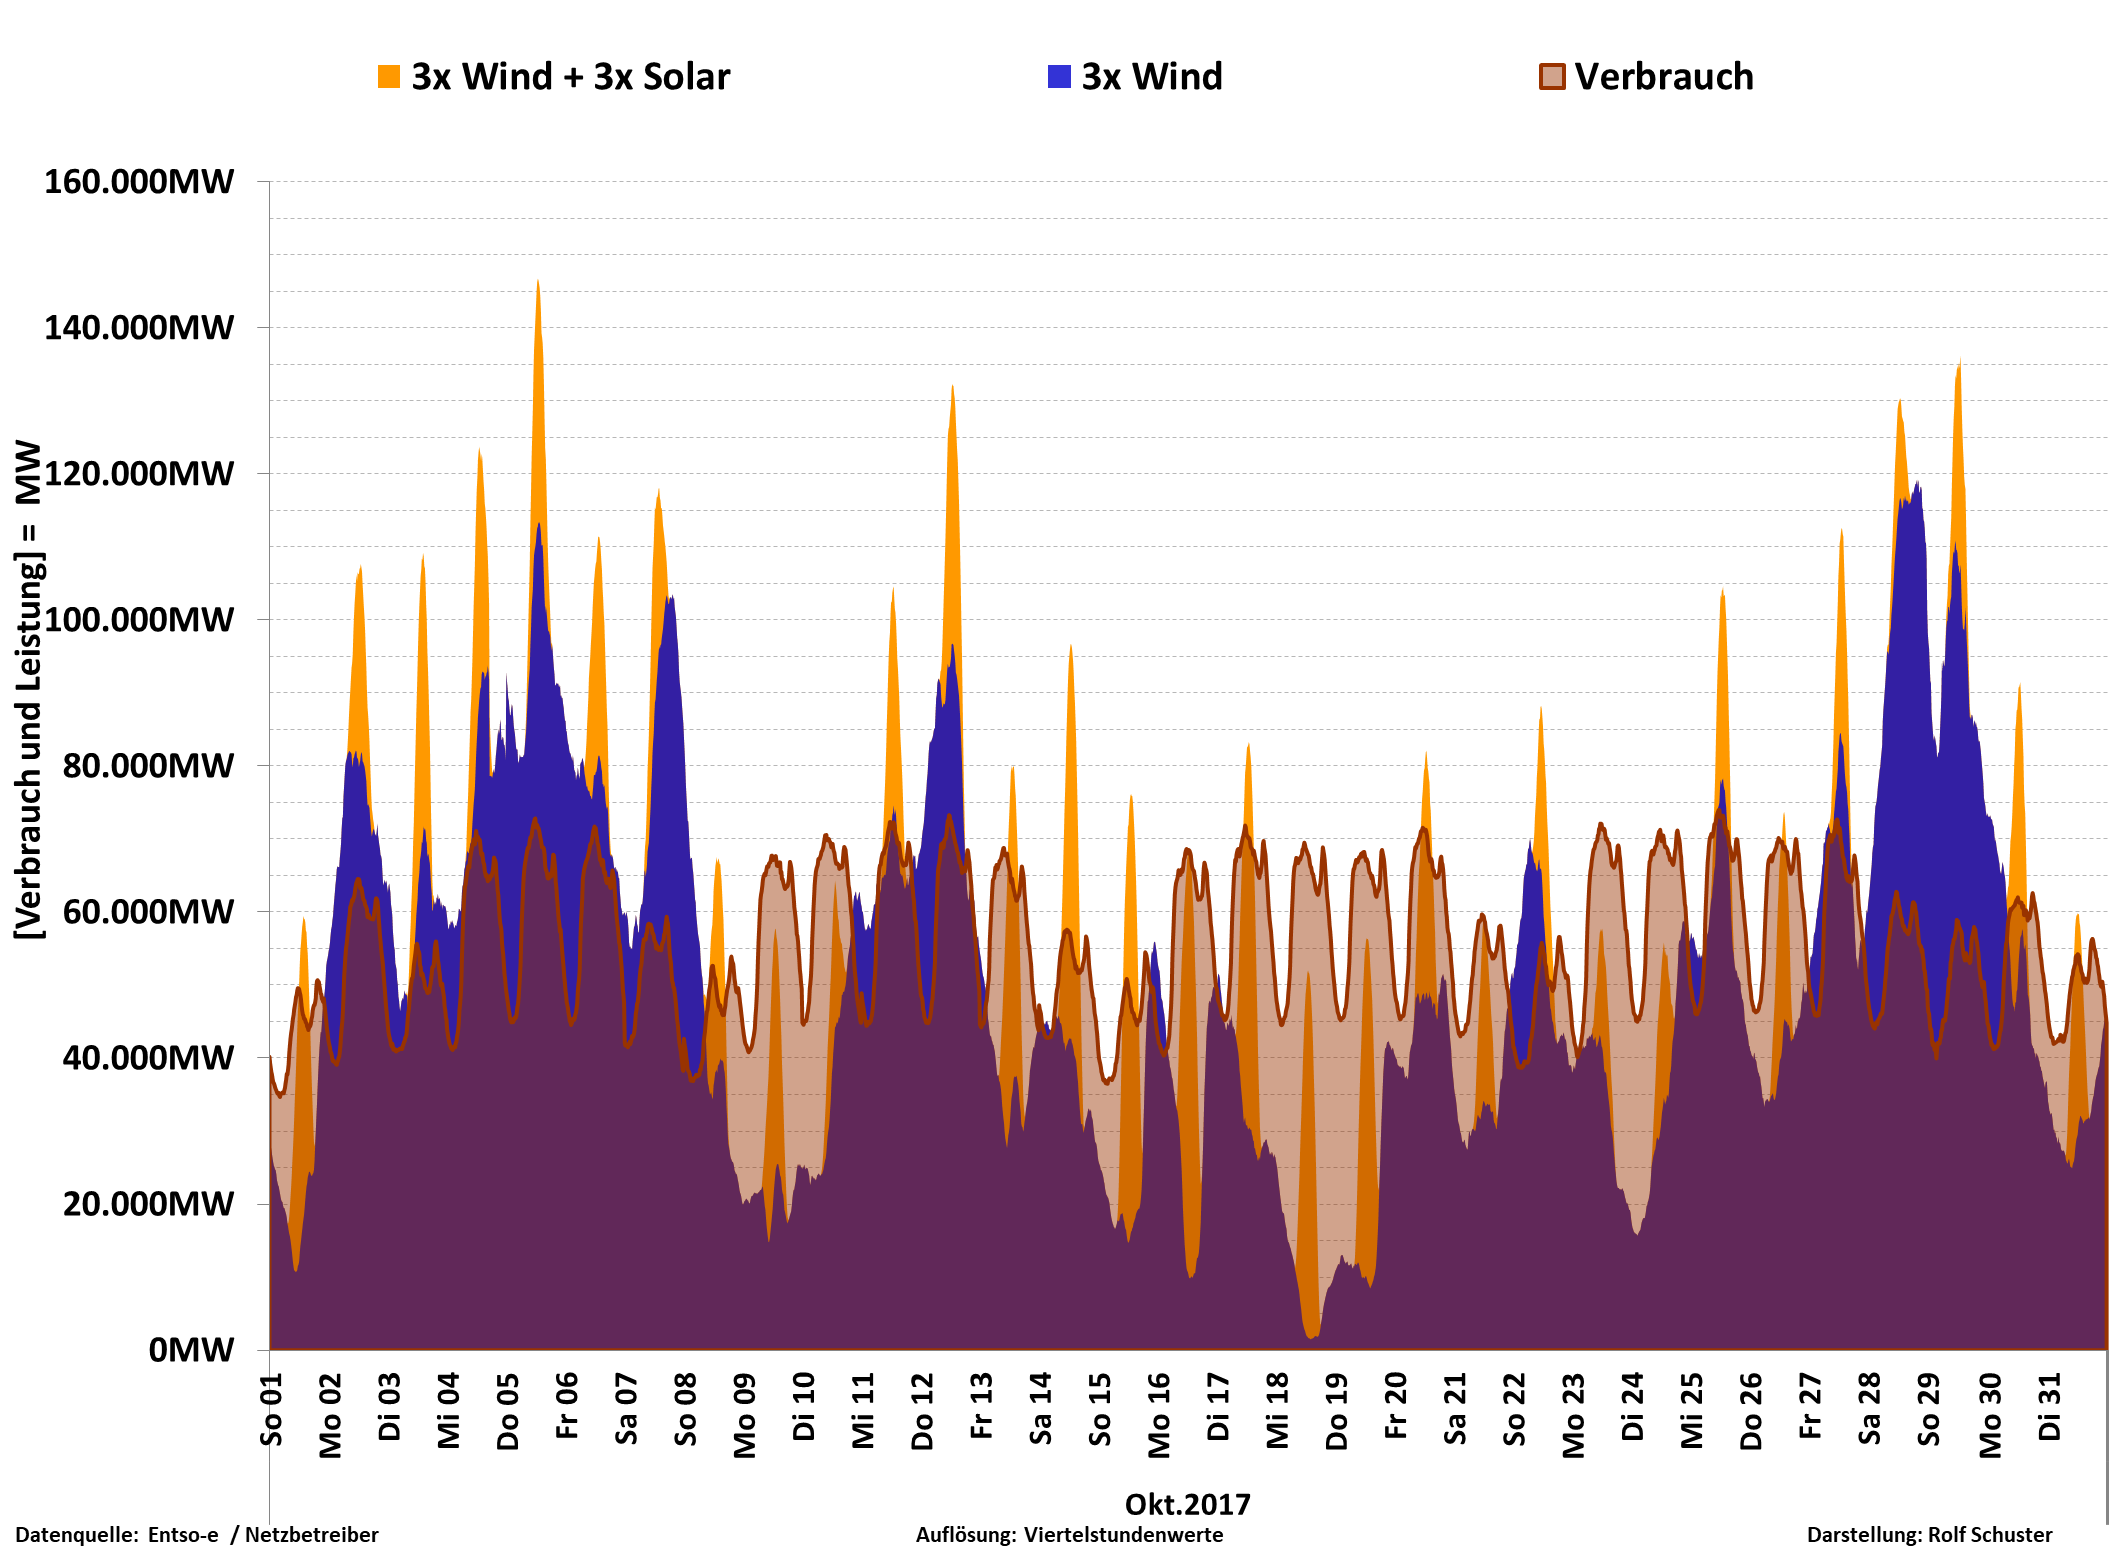 3x Wind + 3x Solar
3x Wind
Verbrauch
[Verbrauch und Leistung] = MW
160.000MW
140.000MW
120.000MW
100.000MW
80.000MW
60.000MW
40.000MW
20.000MW
0MW
So 01
Mo 02
Di 03
Mi 04
Do 05
Fr 06
Sa 07
So 08
Mo 09
Di 10
Mi 11
Do 12
Fr 13
Sa 14
So 15
Mo 16
Di 17
Mi 18
Do 19
Fr 20
Sa 21
So 22
Mo 23
Di 24
Mi 25
Do 26
Fr 27
Sa 28
So 29
Mo 30
Di 31
Okt.2017
Datenquelle: Entso-e / Netzbetreiber
Auflösung: Viertelstundenwerte
Darstellung: Rolf Schuster